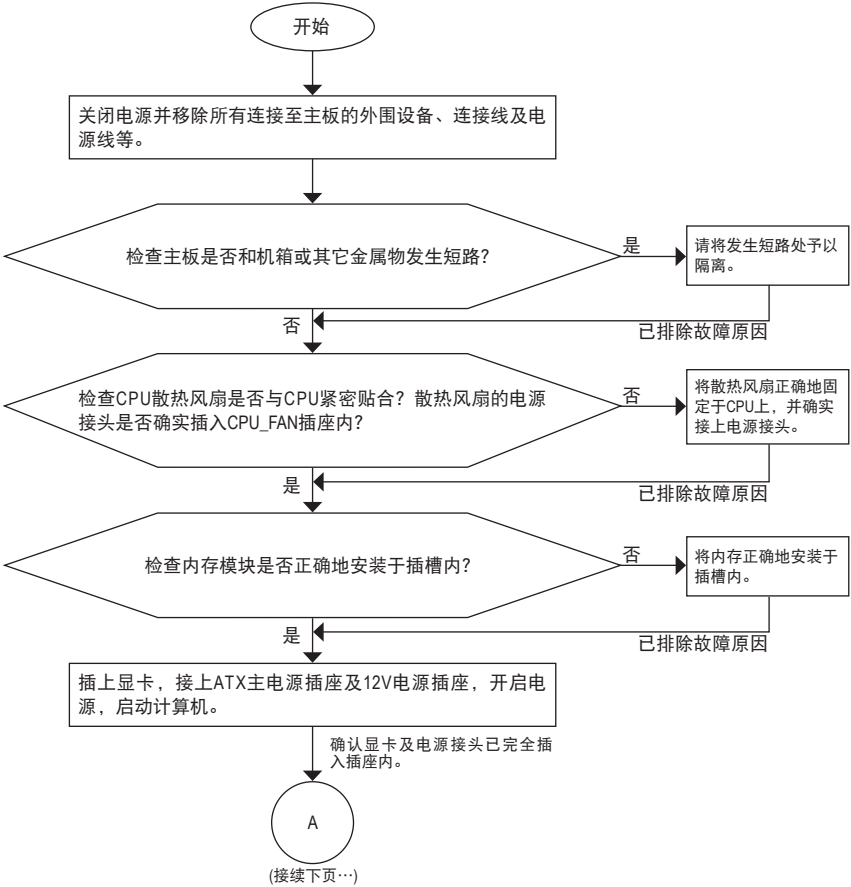 开始
关闭电源并移除所有连接至主板的外围设备、连接线及电
源线等。
检查主板是否和机箱或其它金属物发生短路?
是
请将发生短路处予以
隔离。
否
已排除故障原因
检查CPU散热风扇是否与CPU紧密贴合? 散热风扇的电源
接头是否确实插入CPU_FAN插座内?
否
将散热风扇正确地固
定于CPU上, 并确实
接上电源接头。
是
已排除故障原因
检查内存模块是否正确地安装于插槽内?
否
将内存正确地安装于
插槽内。
是
已排除故障原因
插上显卡, 接上ATX主电源插座及12V电源插座, 开启电
源, 启动计算机。
确认显卡及电源接头已完全插
入插座内。
A
(接续下页…)